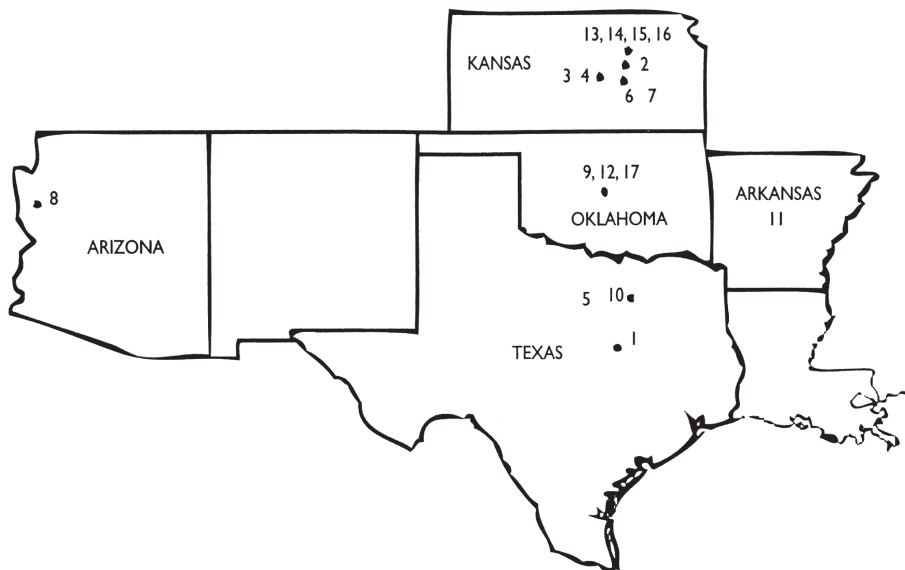 13, 14, 15, 16
KANSAS
2
3 4
6 7
9, 12, 17
ARKANSAS
8
OKLAHOMA
11
ARIZONA
5 10
1
TEXAS